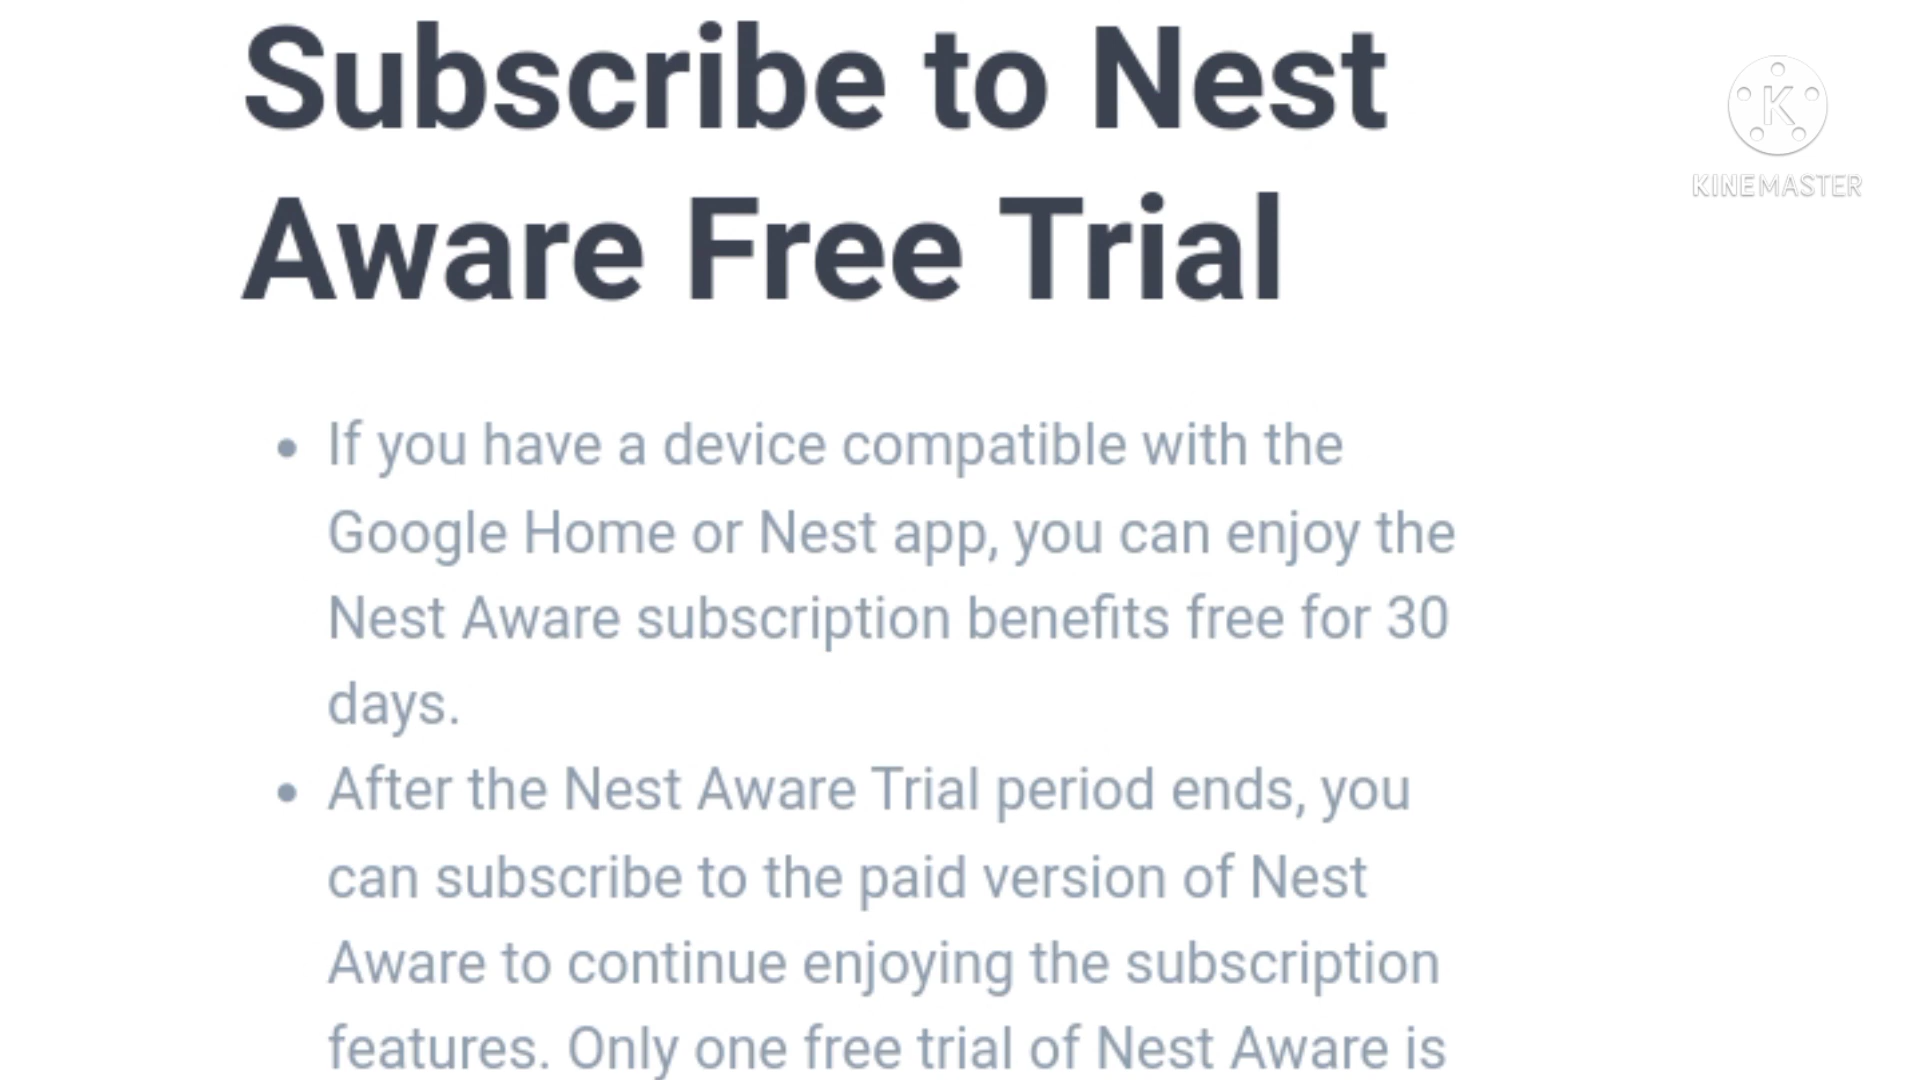 Subscribe to Nest
Aware Free Trial
K
KINEMASTER
If you have a device compatible with the
Google Home or Nest app, you can enjoy the
Nest Aware subscription benefits free for 30
days.
After the Nest Aware Trial period ends, you
can subscribe to the paid version of Nest
Aware to continue enjoying the subscription
features. Only one free trial of Nest Aware is